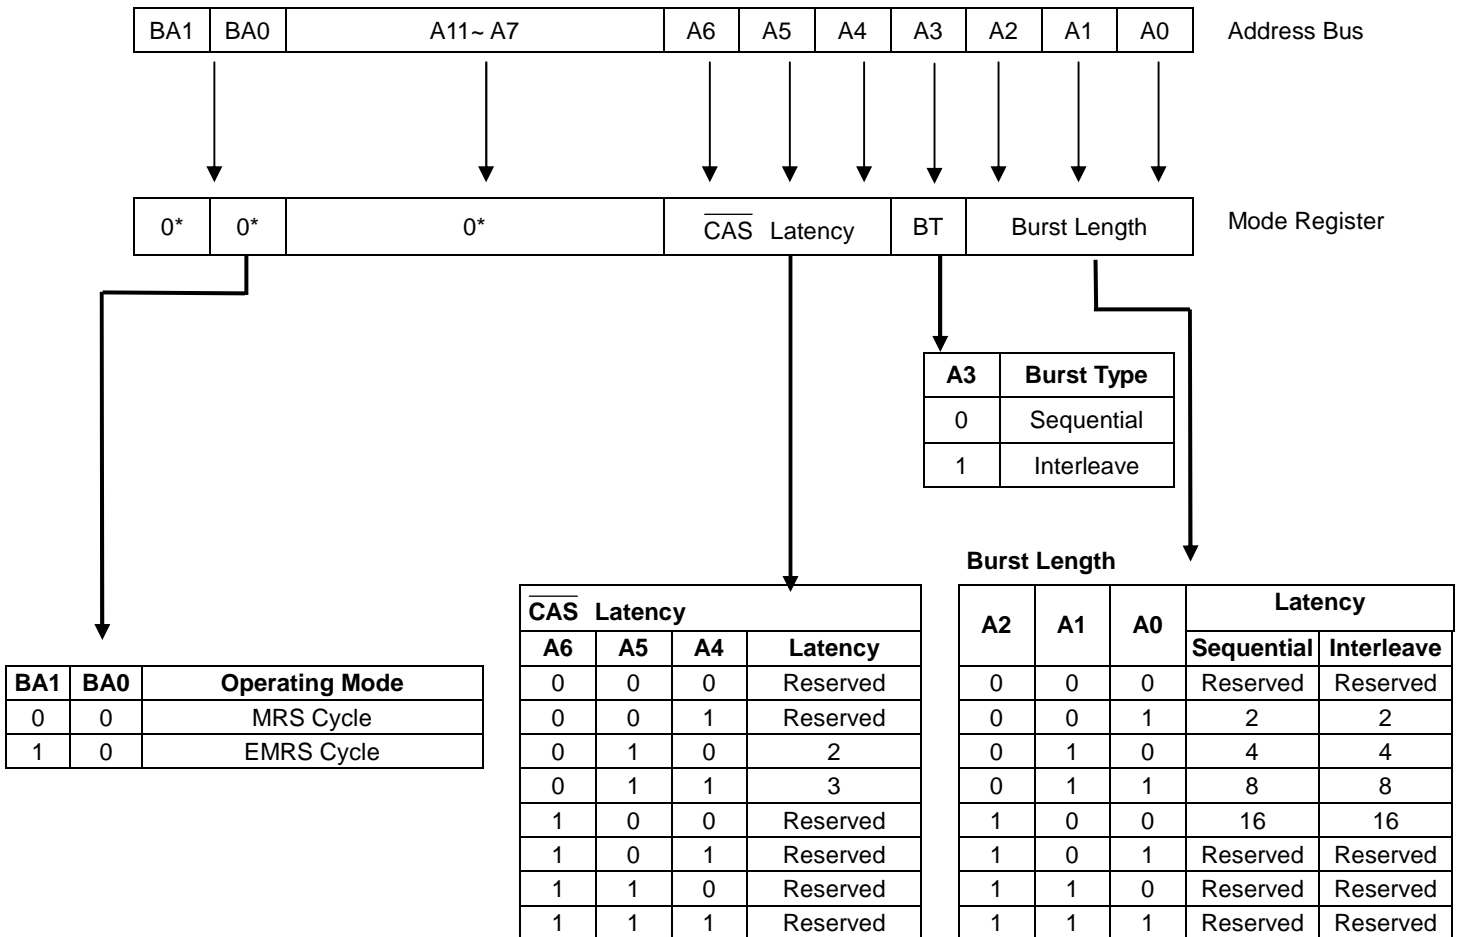 BA1 BA0 A11~ A7 A6 A5 A4 A3 A2 A1 A0 Address Bus
0* 0* 0* CAS Latency BT Burst Length Mode Register
A3 Burst Type
0 Sequential
1 Interleave
BA1 BA0 Operating Mode
0 0 MRS Cycle
1 0 EMRS Cycle
CAS Latency
A6 A5 A4 Latency
0 0 0 Reserved
0 0 1 Reserved
0 1 0 2
0 1 1 3
1 0 0 Reserved
1 0 1 Reserved
1 1 0 Reserved
1 1 1 Reserved
Burst Length
A2 A1 A0 Latency
Sequential Interleave
0 0 0 Reserved Reserved
0 0 1 2 2
0 1 0 4 4
0 1 1 8 8
1 0 0 16 16
1 0 1 Reserved Reserved
1 1 0 Reserved Reserved
1 1 1 Reserved Reserved